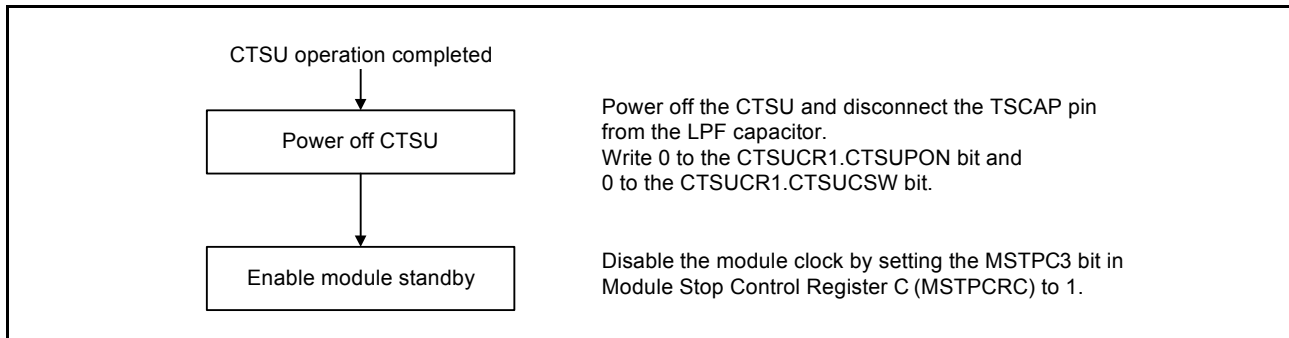 CTSU operation completed
Power off CTSU
Power off the CTSU and disconnect the TSCAP pin
from the LPF capacitor.
Write 0 to the CTSUCR1.CTSUPON bit and
0 to the CTSUCR1.CTSUCSW bit.
Enable module standby
Disable the module clock by setting the MSTPC3 bit in
Module Stop Control Register C (MSTPCRC) to 1.